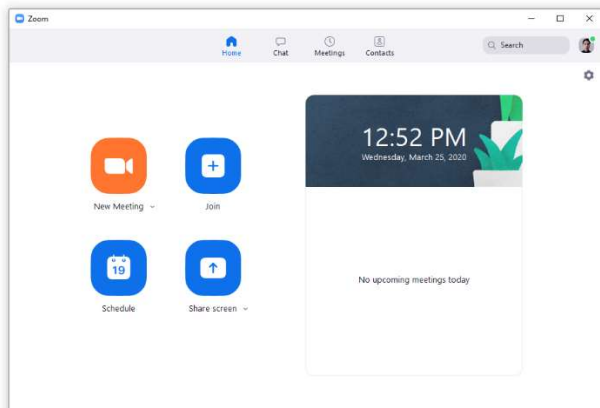 Zoom
Home
Chat
Meetings
Contacts
Search
12:52 PM
Wednesday, March 25, 2020
New Meeting
Join
19
Schedule
Share screen
No upcoming meetings today